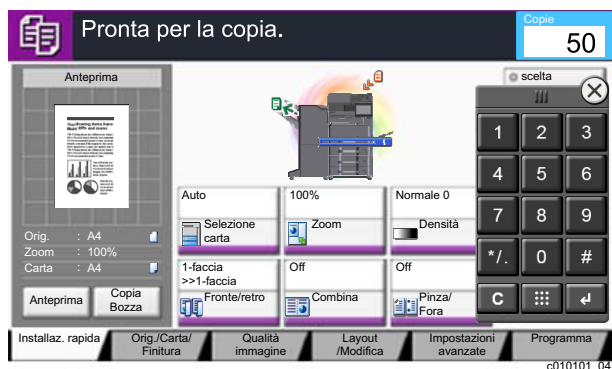 Pronta per la copia.
Copie
50
Anteprima
scelta
Orig. : A4
Zoom : 100%
Carta : A4
Anteprima
Copia
Bozza
Auto
Selezione
carta
100%
Zoom
Normale 0
Densità
1-faccia
>>1-faccia
Fronte/retro
Off
Combina
Off
Pinza/
Fora
1 2 3
4 5 6
7 8 9
*/. 0 #
C
Installaz. rapida
Orig./Carta/
Finitura
Qualità
immagine
Layout
/Modifica
Impostazioni
avanzate
Programma
c010101_04